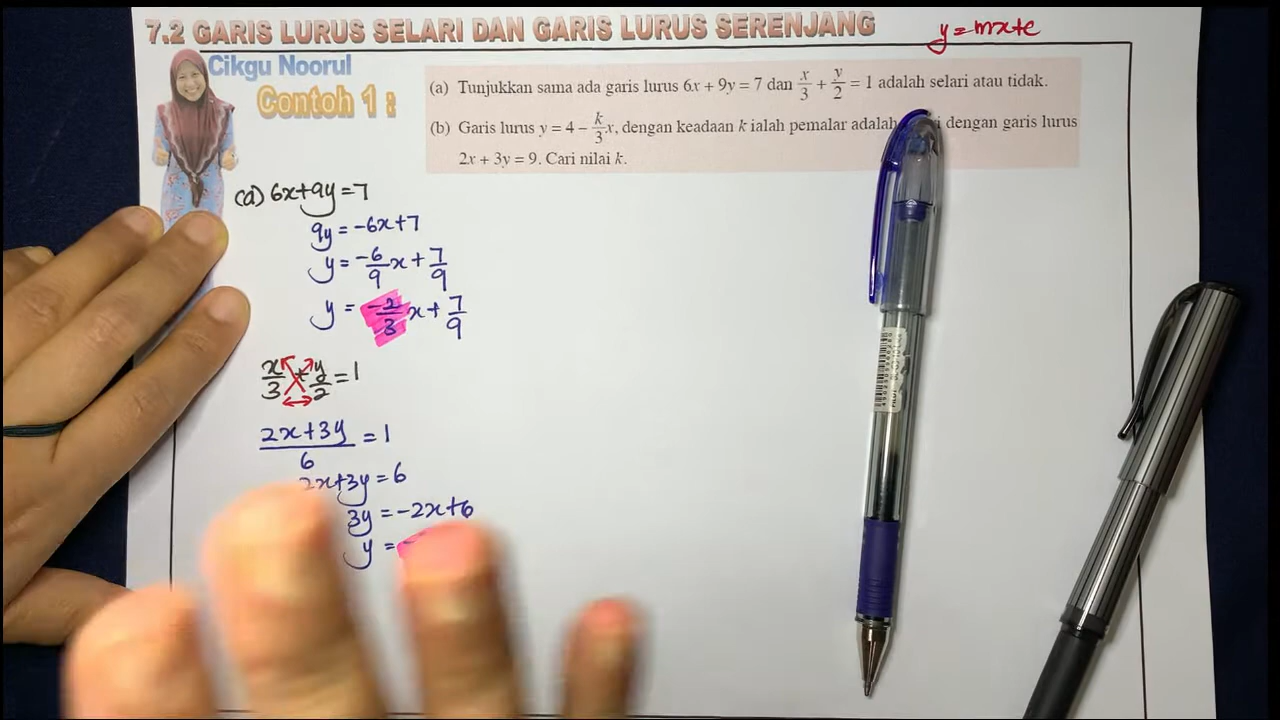 7.2 GARIS LURUS SELARI DAN GARIS LURUS SERENJANG
y = mx + c
Cikgu Noorul
Contoh 1 :
(a) Tunjukkan sama ada garis lurus 6x + 9y = 7 dan x/3 + y/2 = 1 adalah selari atau tidak.
(b) Garis lurus y = 4 − k/3 x, dengan keadaan k ialah pemalar adalah dengan garis lurus
2x + 3y = 9. Cari nilai k.
(a) 6x+9y=7
9y = -6x+7
y = -6/9 x + 7/9
y = -2/3 x + 7/9
x/3 + y/2 = 1
2x+3y/6 = 1
2x+3y = 6
3y = -2x+6
y =